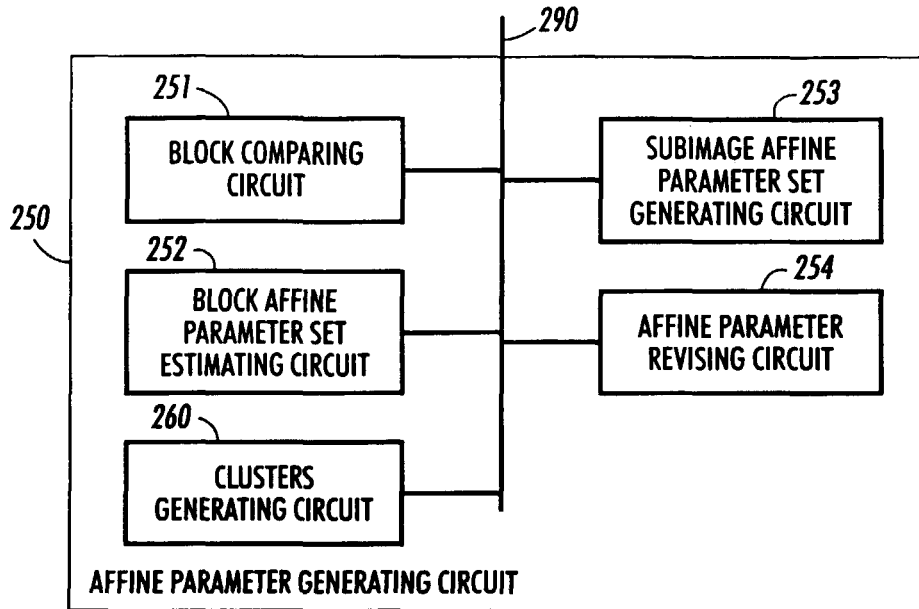 290
251
BLOCK COMPARING
CIRCUIT
253
SUBIMAGE AFFINE
PARAMETER SET
GENERATING CIRCUIT
250
252
BLOCK AFFINE
PARAMETER SET
ESTIMATING CIRCUIT
254
AFFINE PARAMETER
REVISING CIRCUIT
260
CLUSTERS
GENERATING CIRCUIT
AFFINE PARAMETER GENERATING CIRCUIT